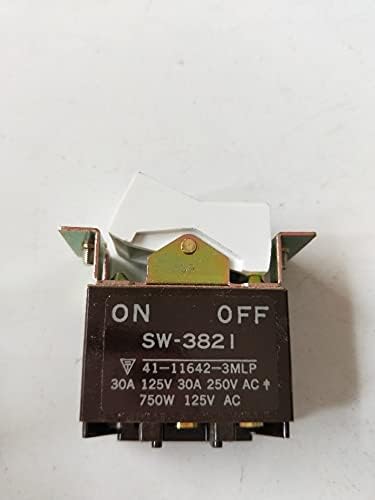 ON OFF
SW-3821
41-11642-3MLP
30A 125V 30A 250V AC
750W 125V AC